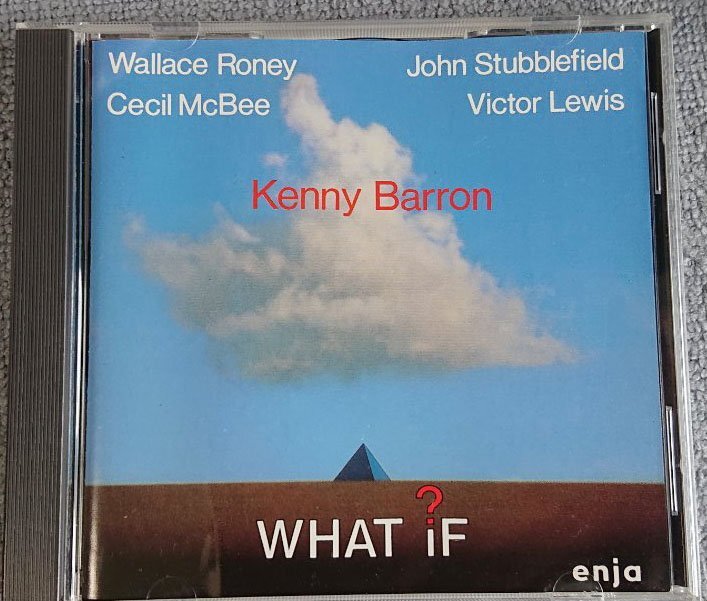 Wallace Roney John Stubblefield
Cecil McBee Victor Lewis
Kenny Barron
WHAT iF?
enja